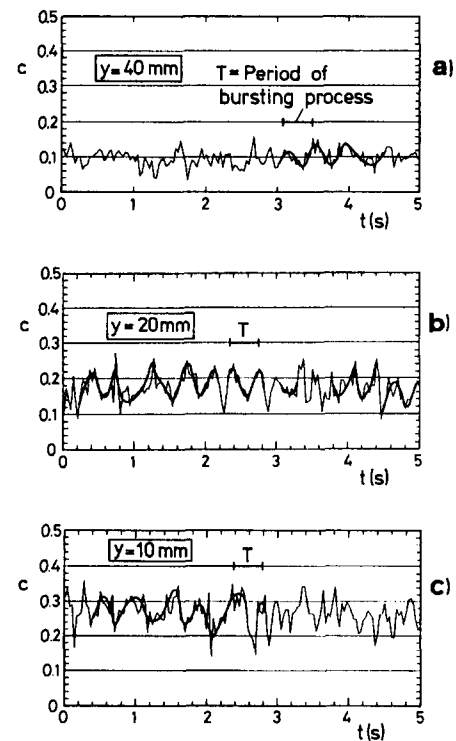 0.5
c
y=40 mm
a)
0.4
T = Period of
bursting process
0.3
0.2
0.1
0
0 1 2 3 4 5
t(s)
0.5
c
0.4
y=20mm
T
b)
0.3
0.2
0.1
0
0 1 2 3 4 5
t(s)
0.5
y=10 mm
T
0.4
c
c)
0.3
0.2
0.1
0
0 1 2 3 4 5
t(s)